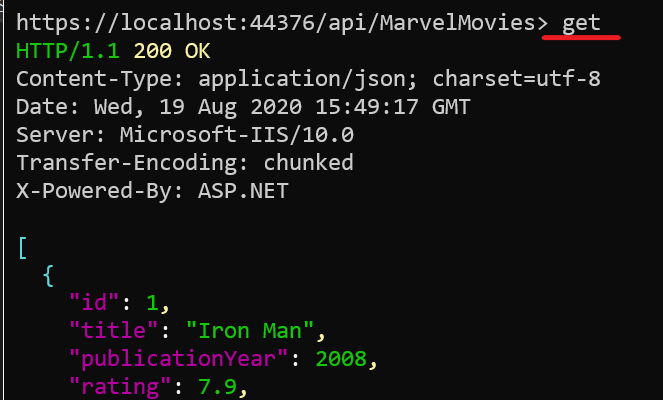 https://localhost:44376/api/MarvelMovies> get
HTTP/1.1 200 OK
Content-Type: application/json; charset=utf-8
Date: Wed, 19 Aug 2020 15:49:17 GMT
Server: Microsoft-IIS/10.0
Transfer-Encoding: chunked
X-Powered-By: ASP.NET
[
{
"id": 1,
"title": "Iron Man",
"publicationYear": 2008,
"rating": 7.9,